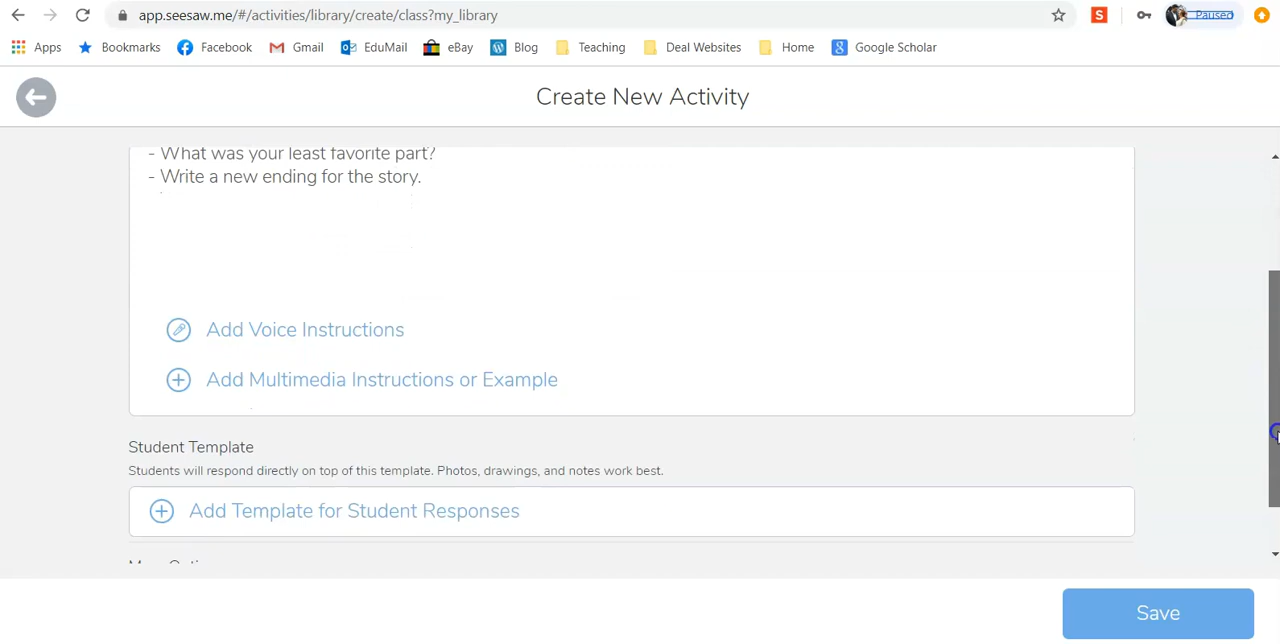 app.seesaw.me/#/activities/library/create/class?my_library
S
Paused
Apps Bookmarks Facebook Gmail EduMail eBay Blog Teaching Deal Websites Home Google Scholar
Create New Activity
- What was your least favorite part?
- Write a new ending for the story.
Add Voice Instructions
Add Multimedia Instructions or Example
Student Template
Students will respond directly on top of this template. Photos, drawings, and notes work best.
Add Template for Student Responses
Save